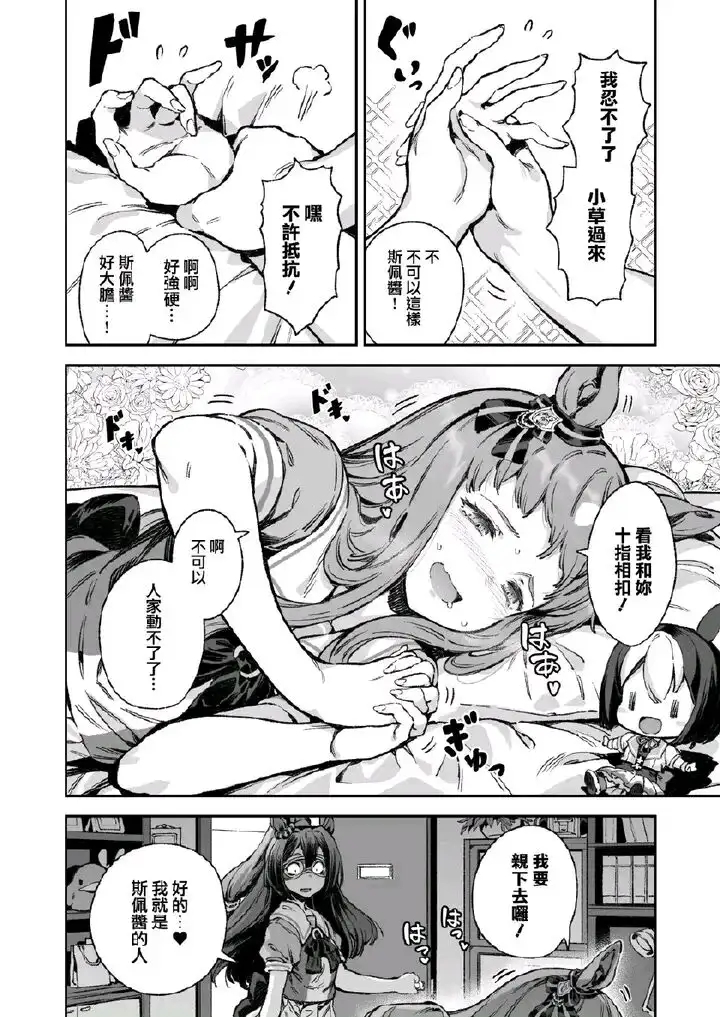 我忍不了了
小草過來
不
不可以這樣
斯佩醬！
ぐいっ
嘿
不許抵抗！
啊啊
好強硬…
斯佩醬
好大膽…！
サッ
ドギ
看我和妳
十指相扣！
ドキ
ドキ
はぁ
はぁ
啊
不可以
人家動不了了…
ぎゅっ
我要
親下去囉！
はぁ
はぁ
好的…♥
我就是
斯佩醬的人